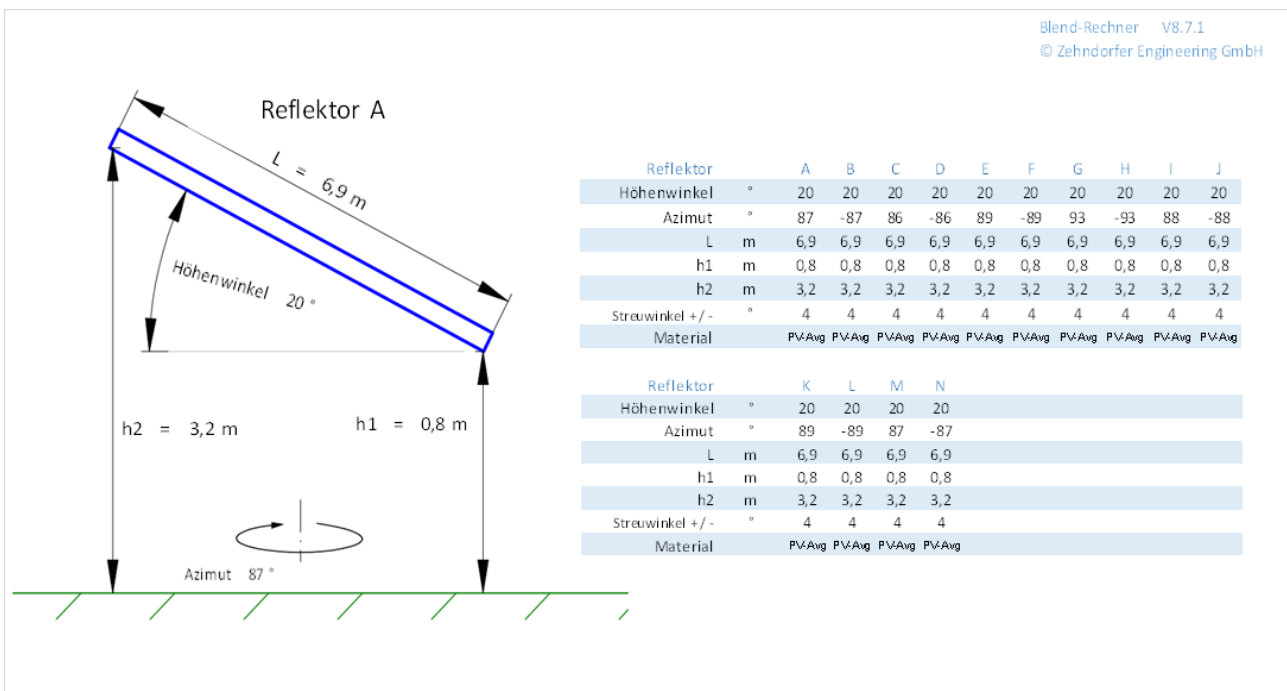 Blend-Rechner V8.7.1
© Zehndorfer Engineering GmbH
Reflektor A
L = 6,9 m
Höhenwinkel 20 °
h2 = 3,2 m
h1 = 0,8 m
Azimut 87 °
Reflektor A B C D E F G H I J
Höhenwinkel ° 20 20 20 20 20 20 20 20 20 20
Azimut ° 87 -87 86 -86 89 -89 93 -93 88 -88
L m 6,9 6,9 6,9 6,9 6,9 6,9 6,9 6,9 6,9 6,9
h1 m 0,8 0,8 0,8 0,8 0,8 0,8 0,8 0,8 0,8 0,8
h2 m 3,2 3,2 3,2 3,2 3,2 3,2 3,2 3,2 3,2 3,2
Streuwinkel +/- ° 4 4 4 4 4 4 4 4 4 4
Material PV-Avg PV-Avg PV-Avg PV-Avg PV-Avg PV-Avg PV-Avg PV-Avg PV-Avg PV-Avg
Reflektor K L M N
Höhenwinkel ° 20 20 20 20
Azimut ° 89 -89 87 -87
L m 6,9 6,9 6,9 6,9
h1 m 0,8 0,8 0,8 0,8
h2 m 3,2 3,2 3,2 3,2
Streuwinkel +/- ° 4 4 4 4
Material PV-Avg PV-Avg PV-Avg PV-Avg